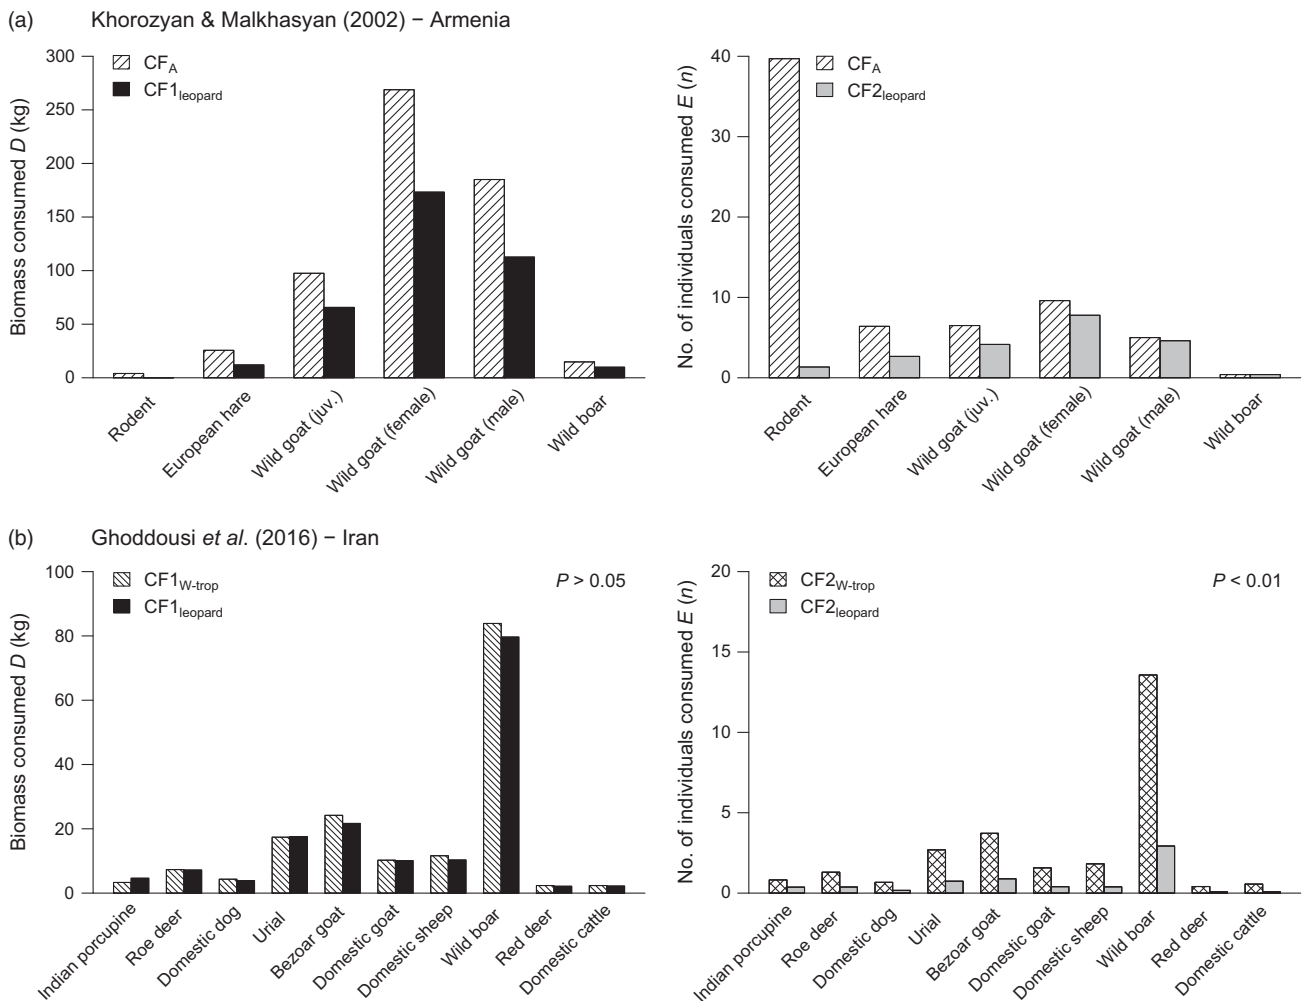 (a) Khorozyan & Malkhasyan (2002) − Armenia
Biomass consumed D (kg)
300
250
200
150
100
50
0
CFA
CF1leopard
Rodent
European hare
Wild goat (juv.)
Wild goat (female)
Wild goat (male)
Wild boar
No. of individuals consumed E (n)
40
30
20
10
0
CFA
CF2leopard
Rodent
European hare
Wild goat (juv.)
Wild goat (female)
Wild goat (male)
Wild boar
(b) Ghoddousi et al. (2016) − Iran
Biomass consumed D (kg)
100
80
60
40
20
0
CF1W-trop
CF1leopard
P > 0.05
Indian porcupine
Roe deer
Domestic dog
Urial
Bezoar goat
Domestic goat
Domestic sheep
Wild boar
Red deer
Domestic cattle
No. of individuals consumed E (n)
20
15
10
5
0
CF2W-trop
CF2leopard
P < 0.01
Indian porcupine
Roe deer
Domestic dog
Urial
Bezoar goat
Domestic goat
Domestic sheep
Wild boar
Red deer
Domestic cattle